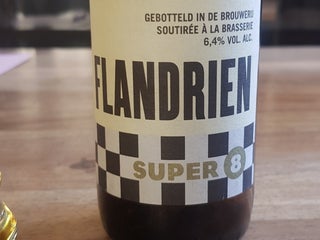 GEBOTTELD IN DE BROUWERIJ
SOUTIRÉE À LA BRASSERIE
6,4% VOL. ALC.
FLANDRIEN
SUPER 8